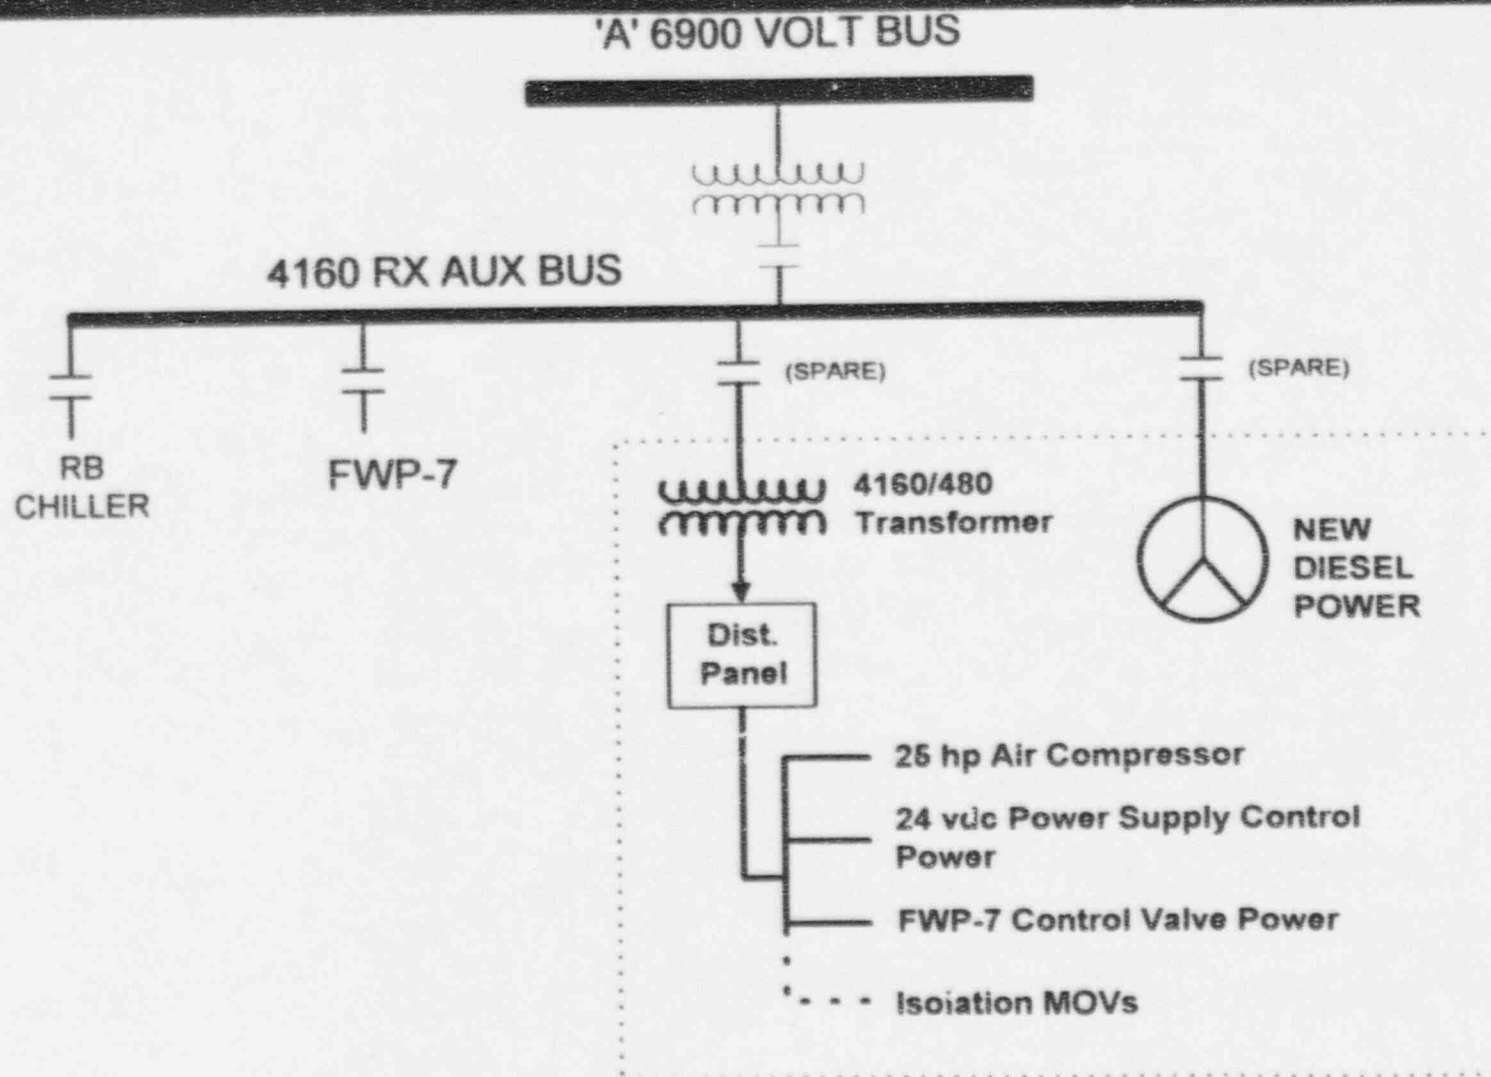 'A' 6900 VOLT BUS
4160 RX AUX BUS
(SPARE)
(SPARE)
RB
CHILLER
FWP-7
4160/480
Transformer
NEW
DIESEL
POWER
Dist.
Panel
25 hp Air Compressor
24 vdc Power Supply Control
Power
FWP-7 Control Valve Power
Isolation MOVs